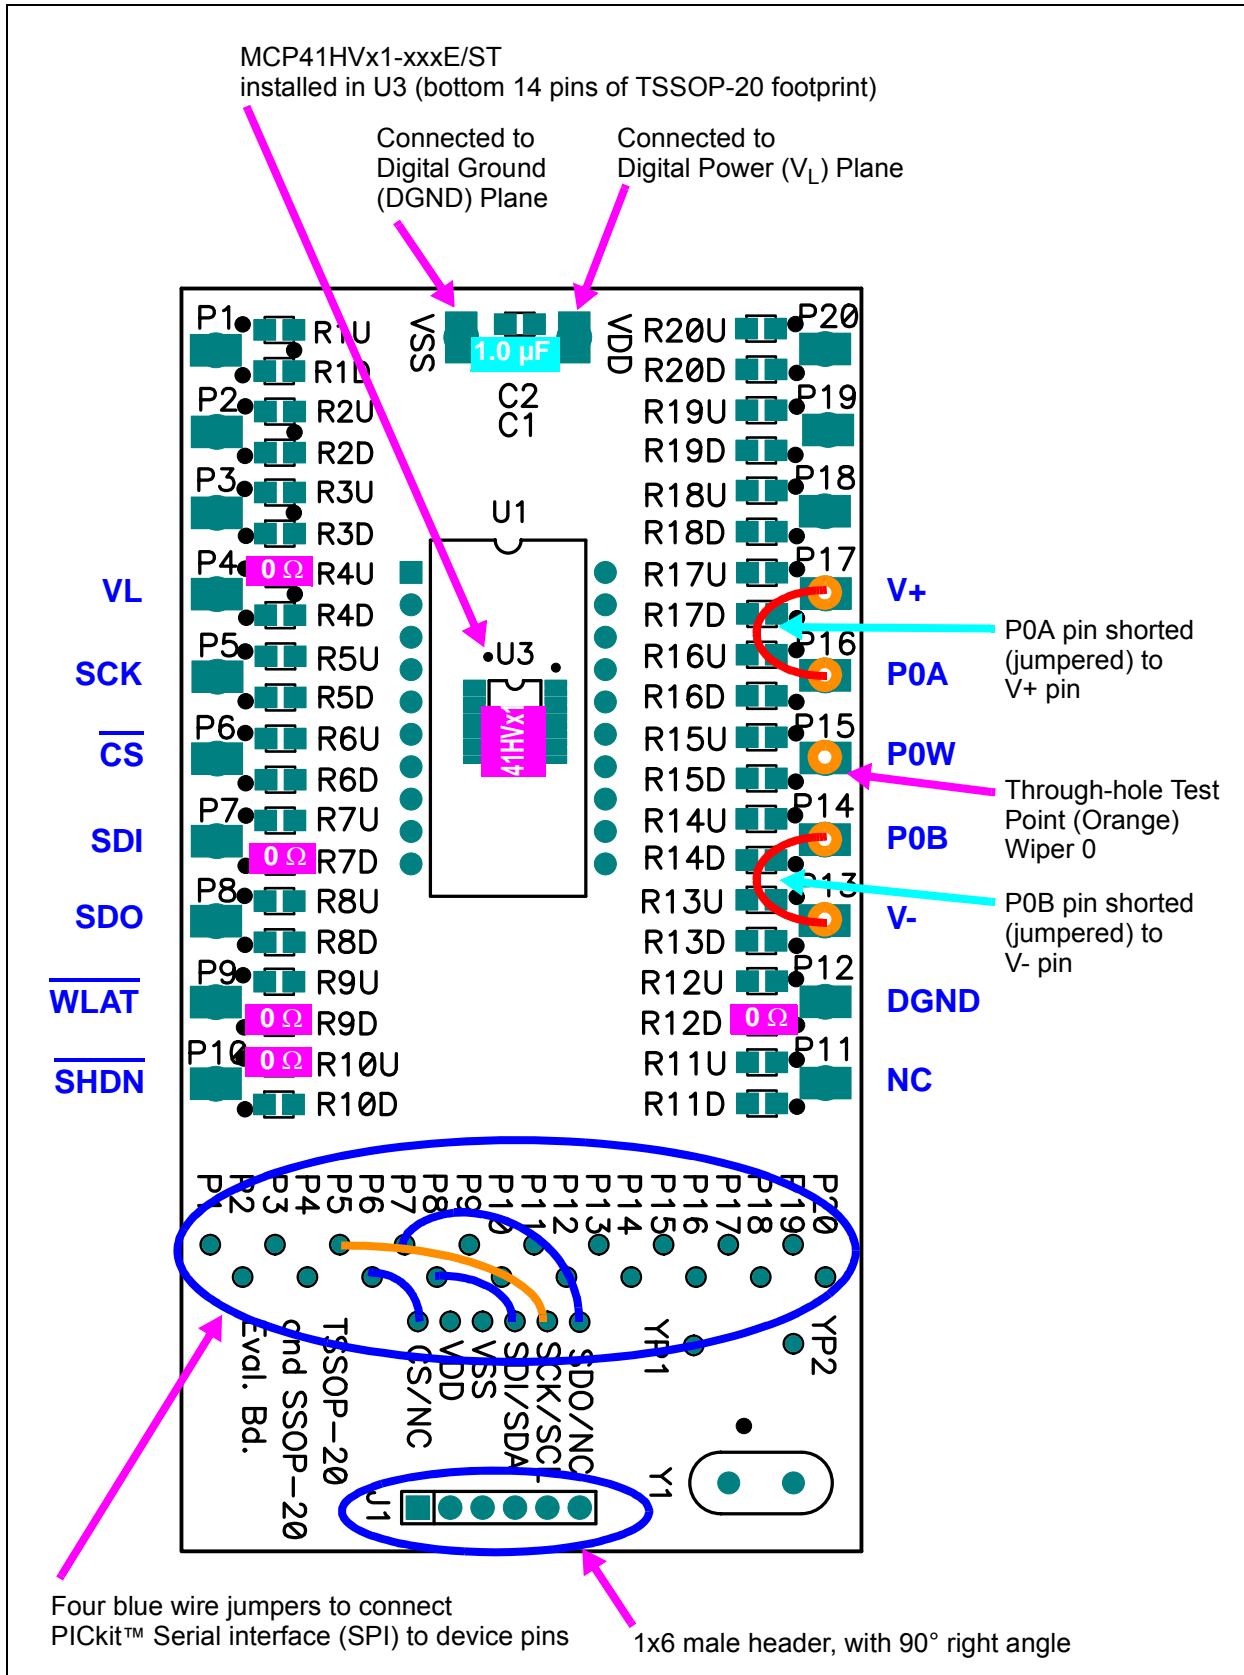 MCP41HVx1-xxxE/ST
installed in U3 (bottom 14 pins of TSSOP-20 footprint)
Connected to
Digital Ground
(DGND) Plane
Connected to
Digital Power (VL) Plane
VSS
1.0 µF
VDD
C2
C1
P1
R1U
R1D
P2
R2U
R2D
P3
R3U
R3D
VL
P4
0 Ω
R4U
R4D
SCK
P5
R5U
R5D
CS
P6
R6U
R6D
SDI
P7
R7U
0 Ω
R7D
SDO
P8
R8U
R8D
WLAT
P9
R9U
0 Ω
R9D
SHDN
P10
0 Ω
R10U
R10D
U1
U3
41HVx1
R20U
P20
R20D
R19U
P19
R19D
R18U
P18
R18D
R17U
P17
V+
R17D
R16U
P16
P0A
R16D
R15U
P15
P0W
R15D
R14U
P14
P0B
R14D
R13U
P13
V-
R13D
R12U
P12
DGND
R12D
0 Ω
R11U
P11
NC
R11D
P0A pin shorted
(jumpered) to
V+ pin
Through-hole Test
Point (Orange)
Wiper 0
P0B pin shorted
(jumpered) to
V- pin
P1
P2
P3
P4
P5
P6
P7
P8
P9
P10
P11
P12
P13
P14
P15
P16
P17
P18
P19
P20
TSSOP-20
and SSOP-20
Eval. Bd.
CS/NC
VDD
VSS
SDI/SDA
SCK/SCL
SDO/NC
YP1
YP2
J1
Y1
Four blue wire jumpers to connect
PICkit™ Serial interface (SPI) to device pins
1x6 male header, with 90° right angle